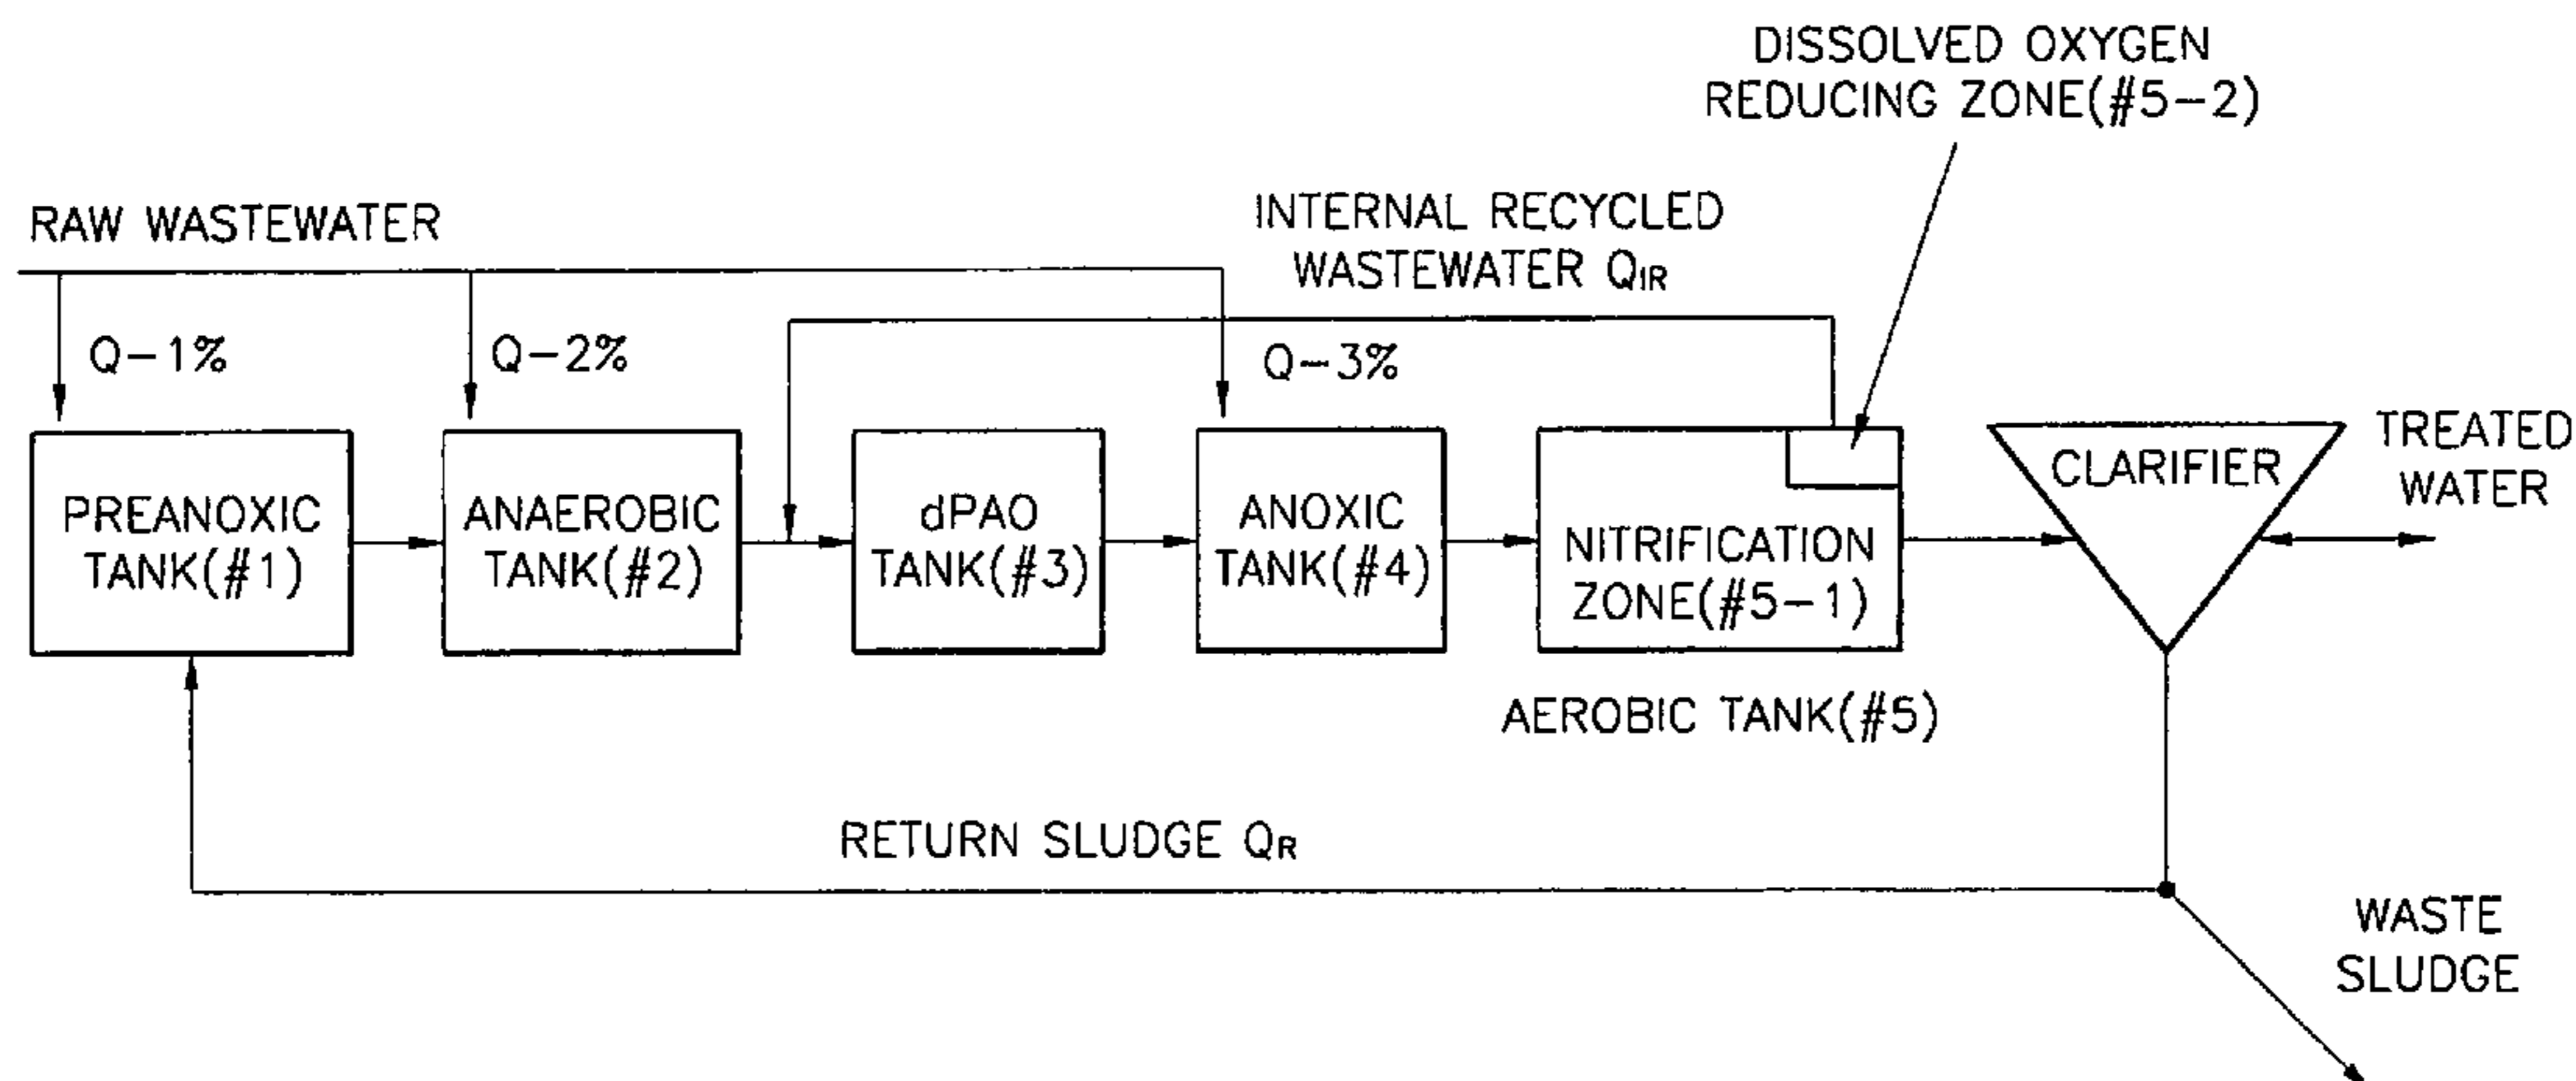 DISSOLVED OXYGEN
REDUCING ZONE(#5-2)
RAW WASTEWATER
INTERNAL RECYCLED
WASTEWATER QIR
Q-1%
Q-2%
Q-3%
PREANOXIC
TANK(#1)
ANAEROBIC
TANK(#2)
dPAO
TANK(#3)
ANOXIC
TANK(#4)
NITRIFICATION
ZONE(#5-1)
CLARIFIER
TREATED
WATER
AEROBIC TANK(#5)
RETURN SLUDGE QR
WASTE
SLUDGE